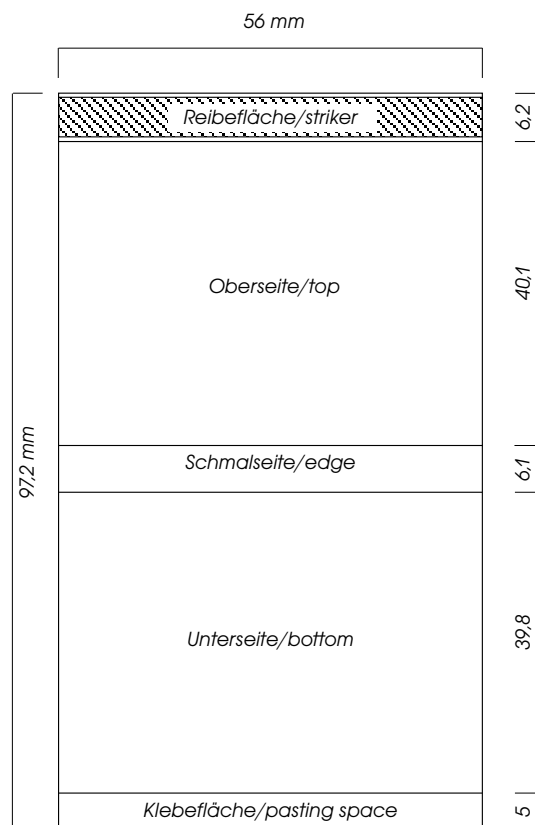 56 mm
Reibefläche/striker
6,2
Oberseite/top
40,1
97,2 mm
Schmalseite/edge
6,1
Unterseite/bottom
39,8
Klebefläche/pasting space
5